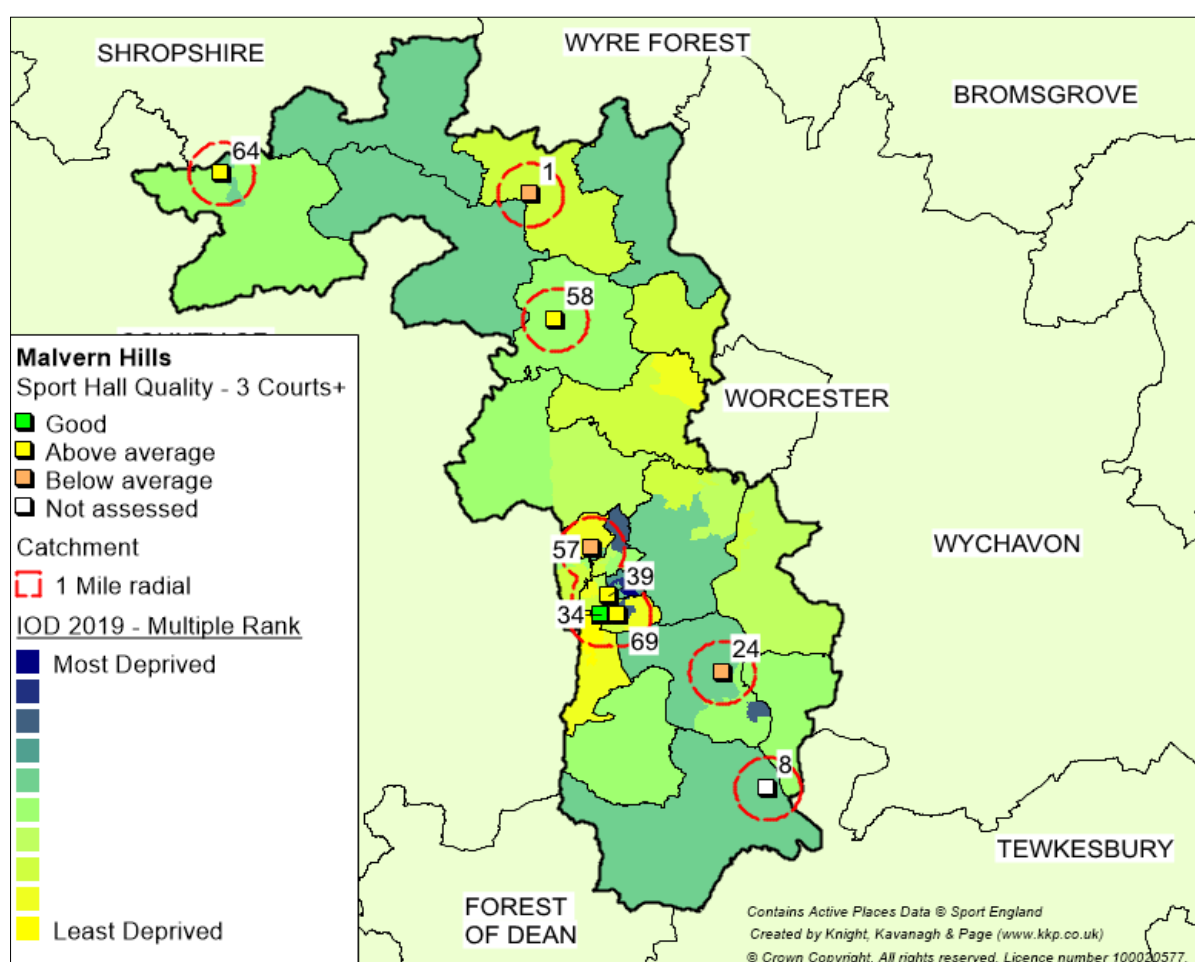 SHROPSHIRE
WYRE FOREST
BROMSGROVE
64
1
58
WORCESTER
WYCHAVON
57
39
34
69
24
8
TEWKESBURY
FOREST
OF DEAN
Malvern Hills
Sport Hall Quality - 3 Courts+
Good
Above average
Below average
Not assessed
Catchment
1 Mile radial
IOD 2019 - Multiple Rank
Most Deprived
Least Deprived
Contains Active Places Data © Sport England
Created by Knight, Kavanagh & Page (www.kkp.co.uk)
© Crown Copyright. All rights reserved. Licence number 100020577.